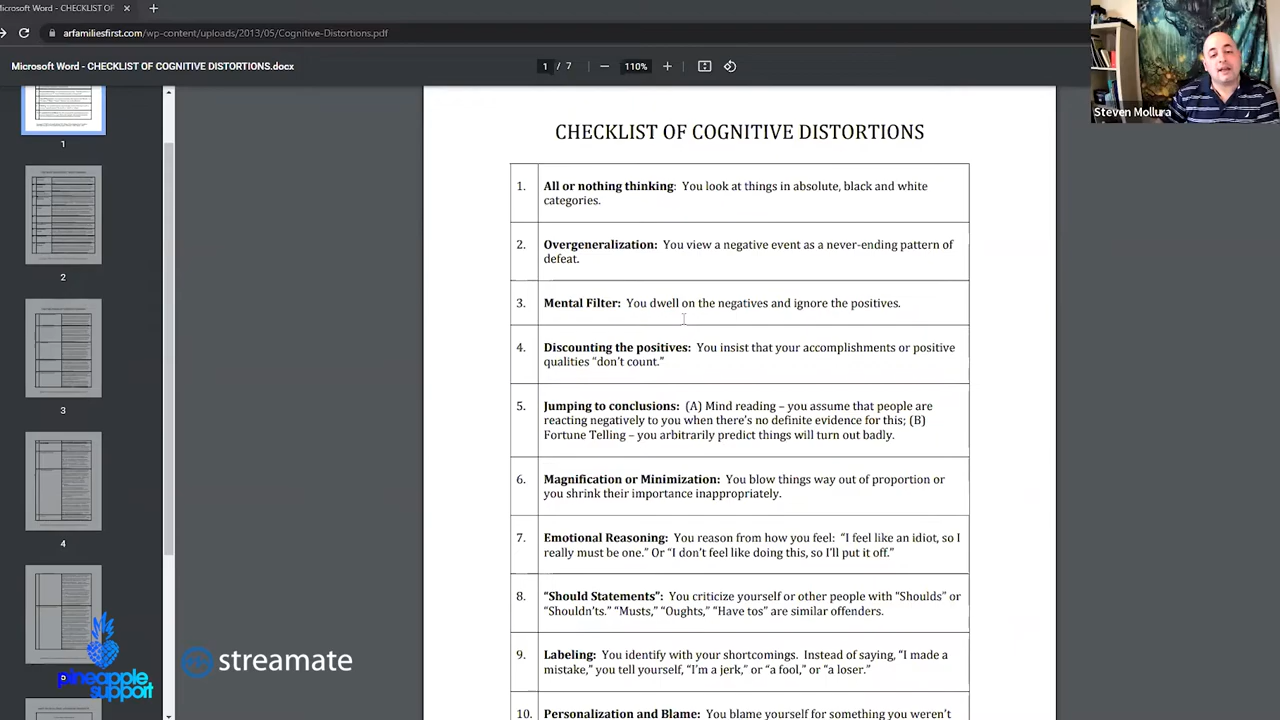 Microsoft Word - CHECKLIST OF
arfamiliesfirst.com/wp-content/uploads/2013/05/Cognitive-Distortions.pdf
Microsoft Word - CHECKLIST OF COGNITIVE DISTORTIONS.docx
1 / 7
110%
Steven Mollura
1
2
3
4
CHECKLIST OF COGNITIVE DISTORTIONS
1. All or nothing thinking: You look at things in absolute, black and white
categories.
2. Overgeneralization: You view a negative event as a never-ending pattern of
defeat.
3. Mental Filter: You dwell on the negatives and ignore the positives.
4. Discounting the positives: You insist that your accomplishments or positive
qualities “don’t count.”
5. Jumping to conclusions: (A) Mind reading – you assume that people are
reacting negatively to you when there’s no definite evidence for this; (B)
Fortune Telling – you arbitrarily predict things will turn out badly.
6. Magnification or Minimization: You blow things way out of proportion or
you shrink their importance inappropriately.
7. Emotional Reasoning: You reason from how you feel: “I feel like an idiot, so I
really must be one.” Or “I don’t feel like doing this, so I’ll put it off.”
8. “Should Statements”: You criticize yourself or other people with “Shoulds” or
“Shouldn’ts.” “Musts,” “Oughts,” “Have tos” are similar offenders.
9. Labeling: You identify with your shortcomings. Instead of saying, “I made a
mistake,” you tell yourself, “I’m a jerk,” or “a fool,” or “a loser.”
10. Personalization and Blame: You blame yourself for something you weren’t
pineapple
support
streamate